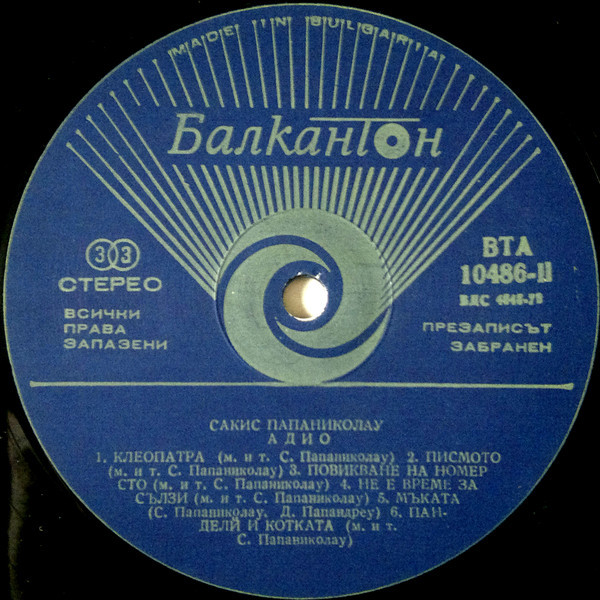 MADE IN BULGARIA
Балкантон
33
СТЕРЕО
ВСИЧКИ
ПРАВА
ЗАПАЗЕНИ
ВТА
10486-II
ПРЕЗАПИСЪТ
ЗАБРАНЕН
САКИС ПАПАНИКОЛАУ
АДИО
1. КЛЕОПАТРА (м. и т. С. Папаниколау) 2. ПИСМОТО
(м. и т. С. Папаниколау) 3. ПОВИКВАНЕ НА НОМЕР
СТО (м. и т. С. Папаниколау) 4. НЕ Е ВРЕМЕ ЗА
СЪЛЗИ (м. и т. С. Папаниколау) 5. МЪКАТА
(С. Папаниколау, Д. Папандреу) 6. ПАН-
ДЕЛИ И КОТКАТА (м. и т.
С. Папаниколау)